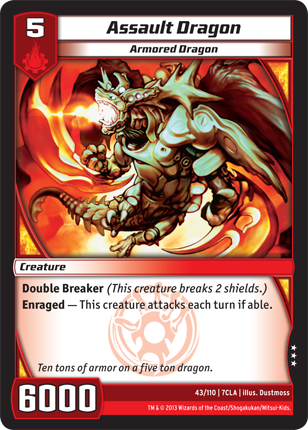 5
Assault Dragon
Armored Dragon
Creature
Double Breaker (This creature breaks 2 shields.)
Enraged — This creature attacks each turn if able.
Ten tons of armor on a five ton dragon.
6000
43/110 | 7CLA | illus. Dustmoss
TM & © 2013 Wizards of the Coast/Shogakukan/Mitsui-Kids.